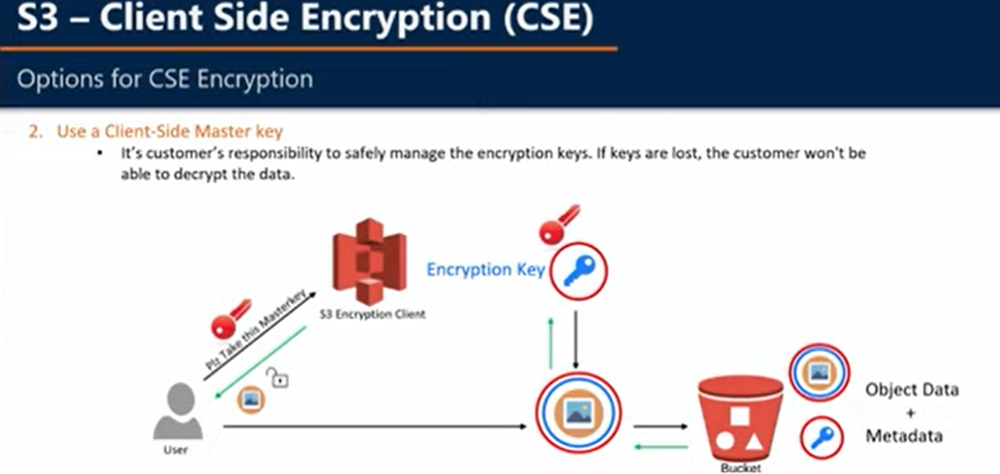 S3 – Client Side Encryption (CSE)
Options for CSE Encryption
2. Use a Client-Side Master key
• It's customer's responsibility to safely manage the encryption keys. If keys are lost, the customer won't be
able to decrypt the data.
Encryption Key
S3 Encryption Client
Plz Take this Masterkey
User
Object Data
+
Metadata
Bucket